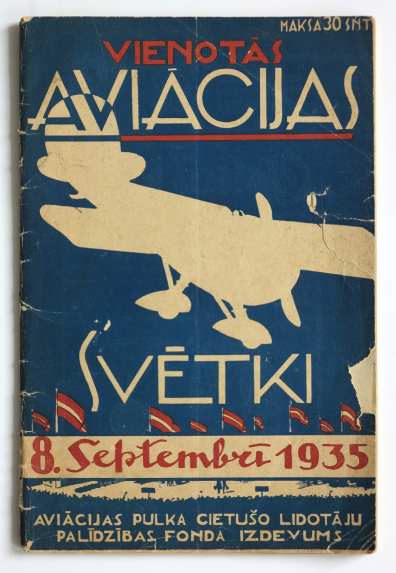 MAKSA 30 SNT
VIENOTĀS
AVIĀCIJAS
SVĒTKI
8. Septembrī 1935
AVIĀCIJAS PULKA CIETUŠO LIDOTĀJU
PALĪDZĪBAS FONDA IZDEVUMS